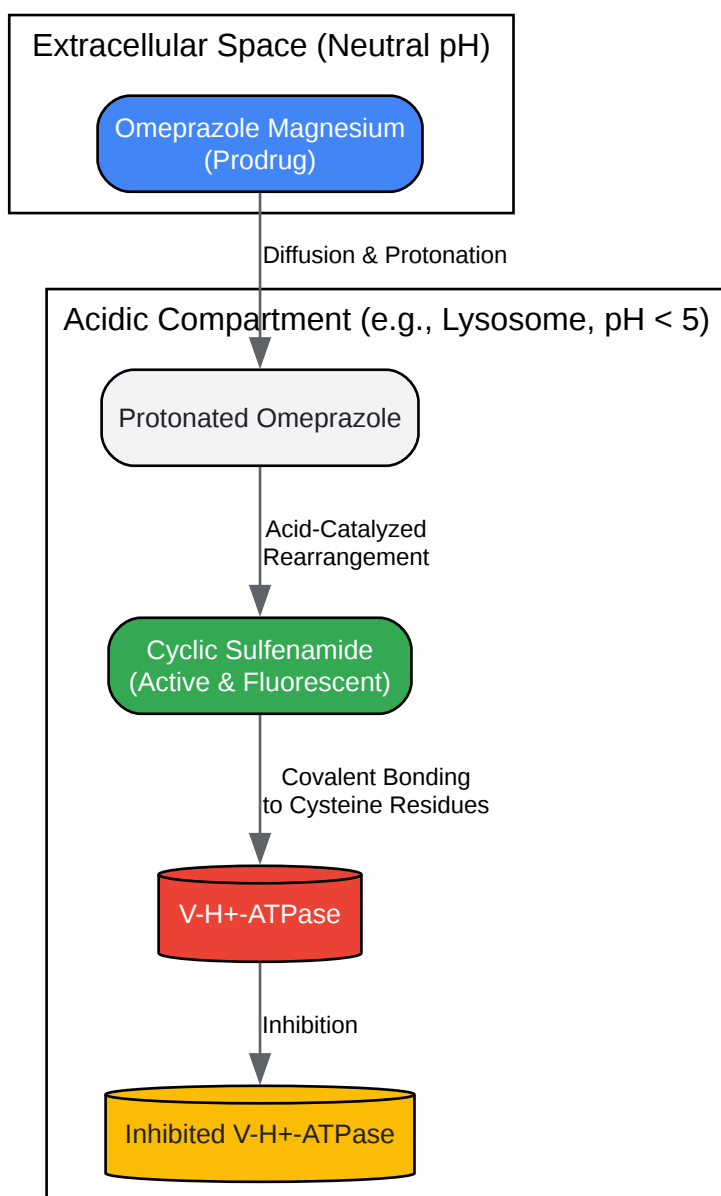 Extracellular Space (Neutral pH)
Omeprazole Magnesium
(Prodrug)
Diffusion & Protonation
Acidic Compartment (e.g., Lysosome, pH < 5)
Protonated Omeprazole
Acid-Catalyzed
Rearrangement
Cyclic Sulfenamide
(Active & Fluorescent)
Covalent Bonding
to Cysteine Residues
V-H+-ATPase
Inhibition
Inhibited V-H+-ATPase